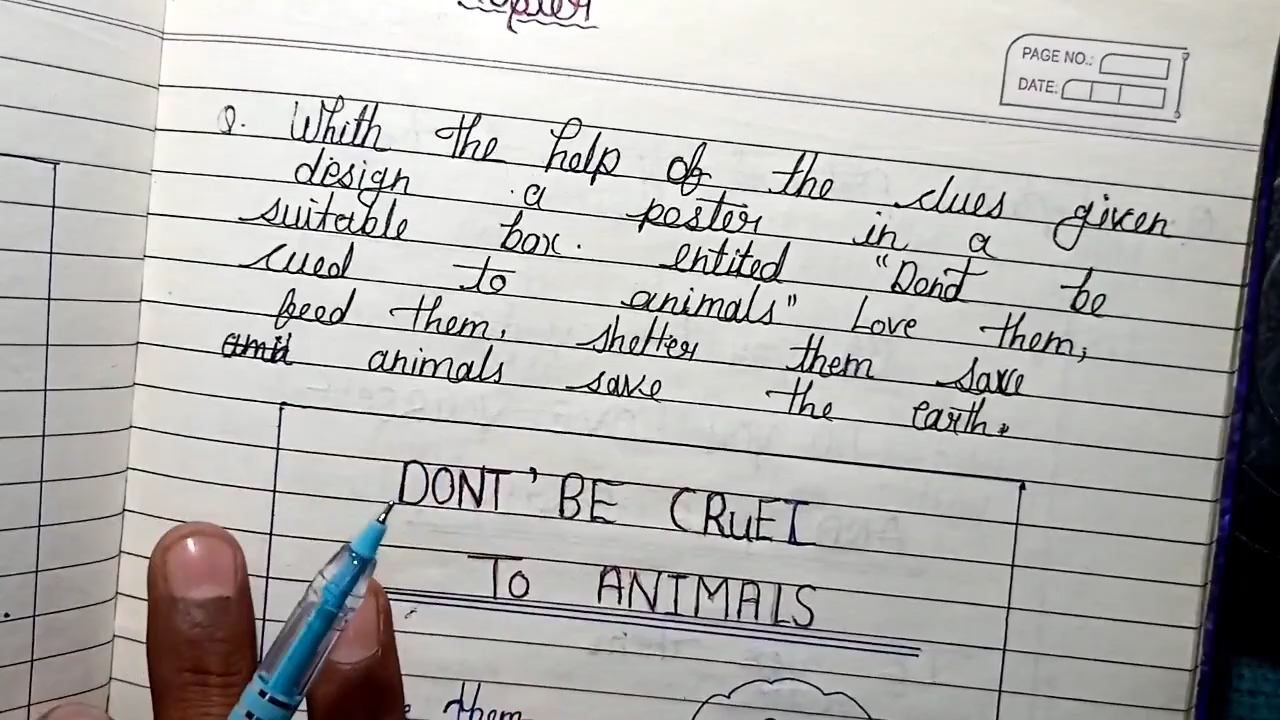 PAGE NO.:
DATE:
Q. Whith the help of the clues given
design a poster in a
suitable box. entited "Dont be
cued to animals" Love them,
feed them, shelter them save
animals save the earth.
DONT' BE CRUEI
TO ANIMALS
them